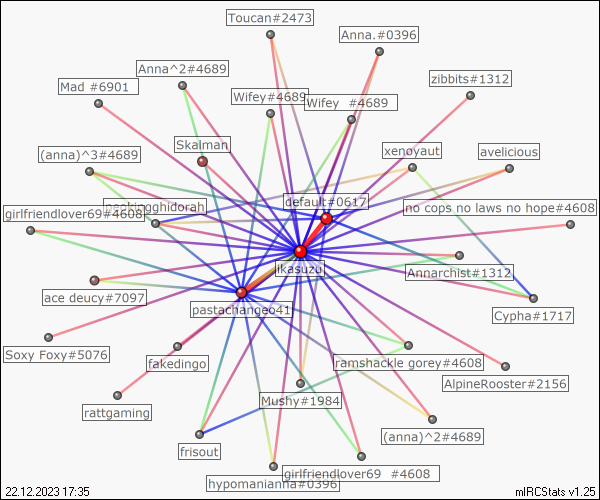 Toucan#2473
Anna.#0396
Anna^2#4689
zibbits#1312
Mad #6901
Wifey#4689
Wifey #4689
Skalman
(anna)^3#4689
xenoyaut
avelicious
default#0617
girlfriendlover69#4608
no cops no laws no hope#4608
ikasuzu
Annarchist#1312
ace deucy#7097
pastachangeo41
Cypha#1717
Soxy Foxy#5076
fakedingo
ramshackle gorey#4608
AlpineRooster#2156
rattgaming
Mushy#1984
(anna)^2#4689
frisout
girlfriendlover69 #4608
hypomanianna#0396
22.12.2023 17:35
mIRCStats v1.25